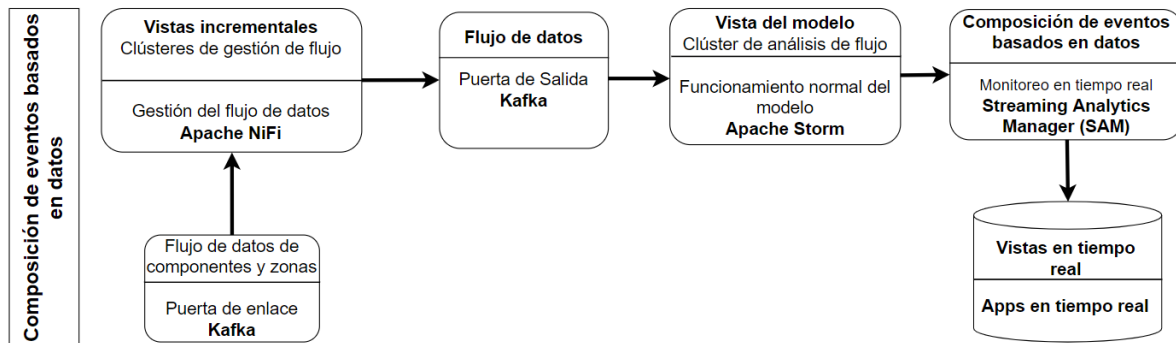 Composición de eventos basados
en datos
Vistas incrementales
Clústeres de gestión de flujo
Gestión del flujo de datos
Apache NiFi
Flujo de datos
Puerta de Salida
Kafka
Vista del modelo
Clúster de análisis de flujo
Funcionamiento normal del
modelo
Apache Storm
Composición de eventos
basados en datos
Monitoreo en tiempo real
Streaming Analytics
Manager (SAM)
Flujo de datos de
componentes y zonas
Puerta de enlace
Kafka
Vistas en tiempo
real
Apps en tiempo real